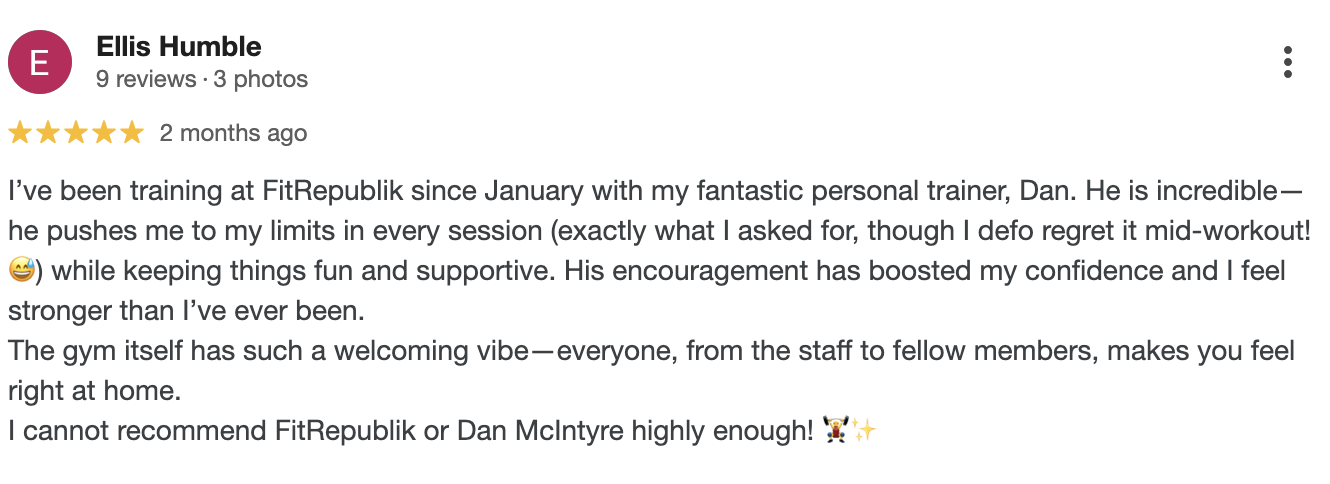 E
Ellis Humble
9 reviews · 3 photos
2 months ago
I’ve been training at FitRepublik since January with my fantastic personal trainer, Dan. He is incredible—
he pushes me to my limits in every session (exactly what I asked for, though I defo regret it mid-workout!
😅) while keeping things fun and supportive. His encouragement has boosted my confidence and I feel
stronger than I’ve ever been.
The gym itself has such a welcoming vibe—everyone, from the staff to fellow members, makes you feel
right at home.
I cannot recommend FitRepublik or Dan McIntyre highly enough! 🏋️✨